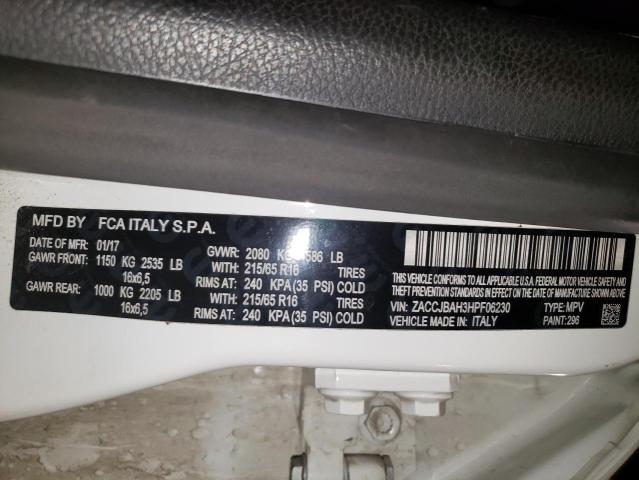 MFD BY FCA ITALY S.P.A.
DATE OF MFR: 01/17 GVWR: 2080 KG 586 LB
GAWR FRONT: 1150 KG 2535 LB WITH: 215/65 R16 TIRES
16x6,5 RIMS AT: 240 KPA (35 PSI) COLD
GAWR REAR: 1000 KG 2205 LB WITH: 215/65 R16 TIRES
16x6,5 RIMS AT: 240 KPA (35 PSI) COLD
THIS VEHICLE CONFORMS TO ALL APPLICABLE U.S.A. FEDERAL MOTOR VEHICLE
SAFETY, BUMPER, AND THEFT PREVENTION STANDARDS IN EFFECT ON THE DATE OF MANUFACTURE SHOWN ABOVE.
VIN: ZACCJBAH3HPF06230 TYPE: MPV
VEHICLE MADE IN: ITALY PAINT: 296